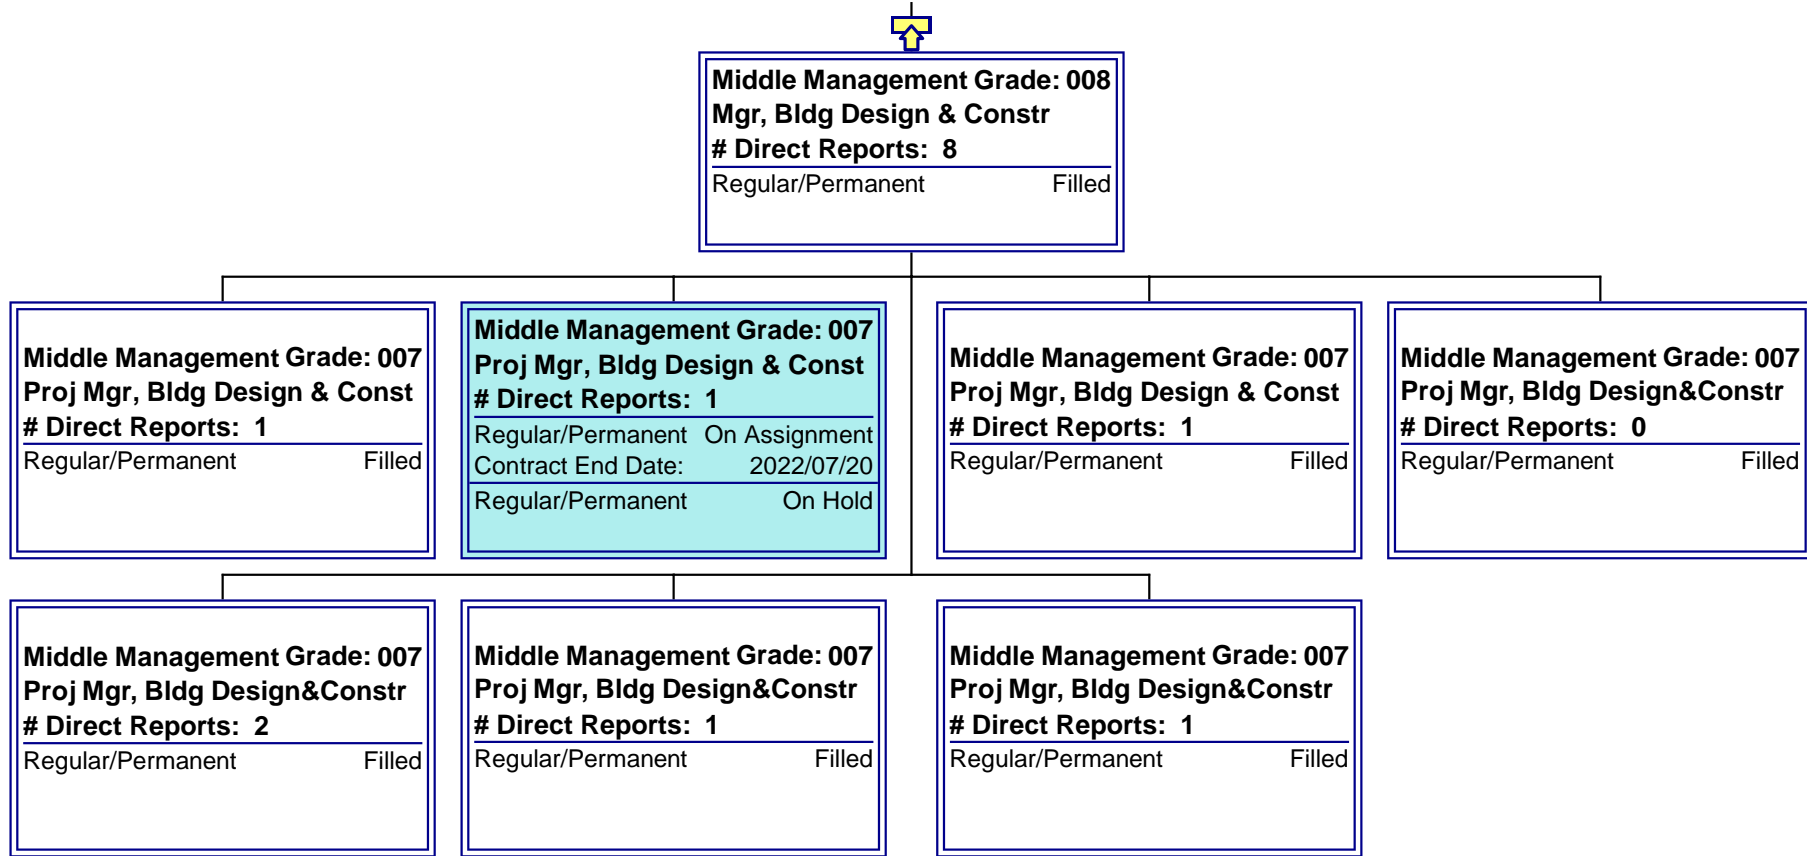 Middle Management Grade: 008
Mgr, Bldg Design & Constr
# Direct Reports: 8
Regular/Permanent Filled
Middle Management Grade: 007
Proj Mgr, Bldg Design & Const
# Direct Reports: 1
Regular/Permanent Filled
Middle Management Grade: 007
Proj Mgr, Bldg Design & Const
# Direct Reports: 1
Regular/Permanent On Assignment
Contract End Date: 2022/07/20
Regular/Permanent On Hold
Middle Management Grade: 007
Proj Mgr, Bldg Design & Const
# Direct Reports: 1
Regular/Permanent Filled
Middle Management Grade: 007
Proj Mgr, Bldg Design&Constr
# Direct Reports: 0
Regular/Permanent Filled
Middle Management Grade: 007
Proj Mgr, Bldg Design&Constr
# Direct Reports: 2
Regular/Permanent Filled
Middle Management Grade: 007
Proj Mgr, Bldg Design&Constr
# Direct Reports: 1
Regular/Permanent Filled
Middle Management Grade: 007
Proj Mgr, Bldg Design&Constr
# Direct Reports: 1
Regular/Permanent Filled